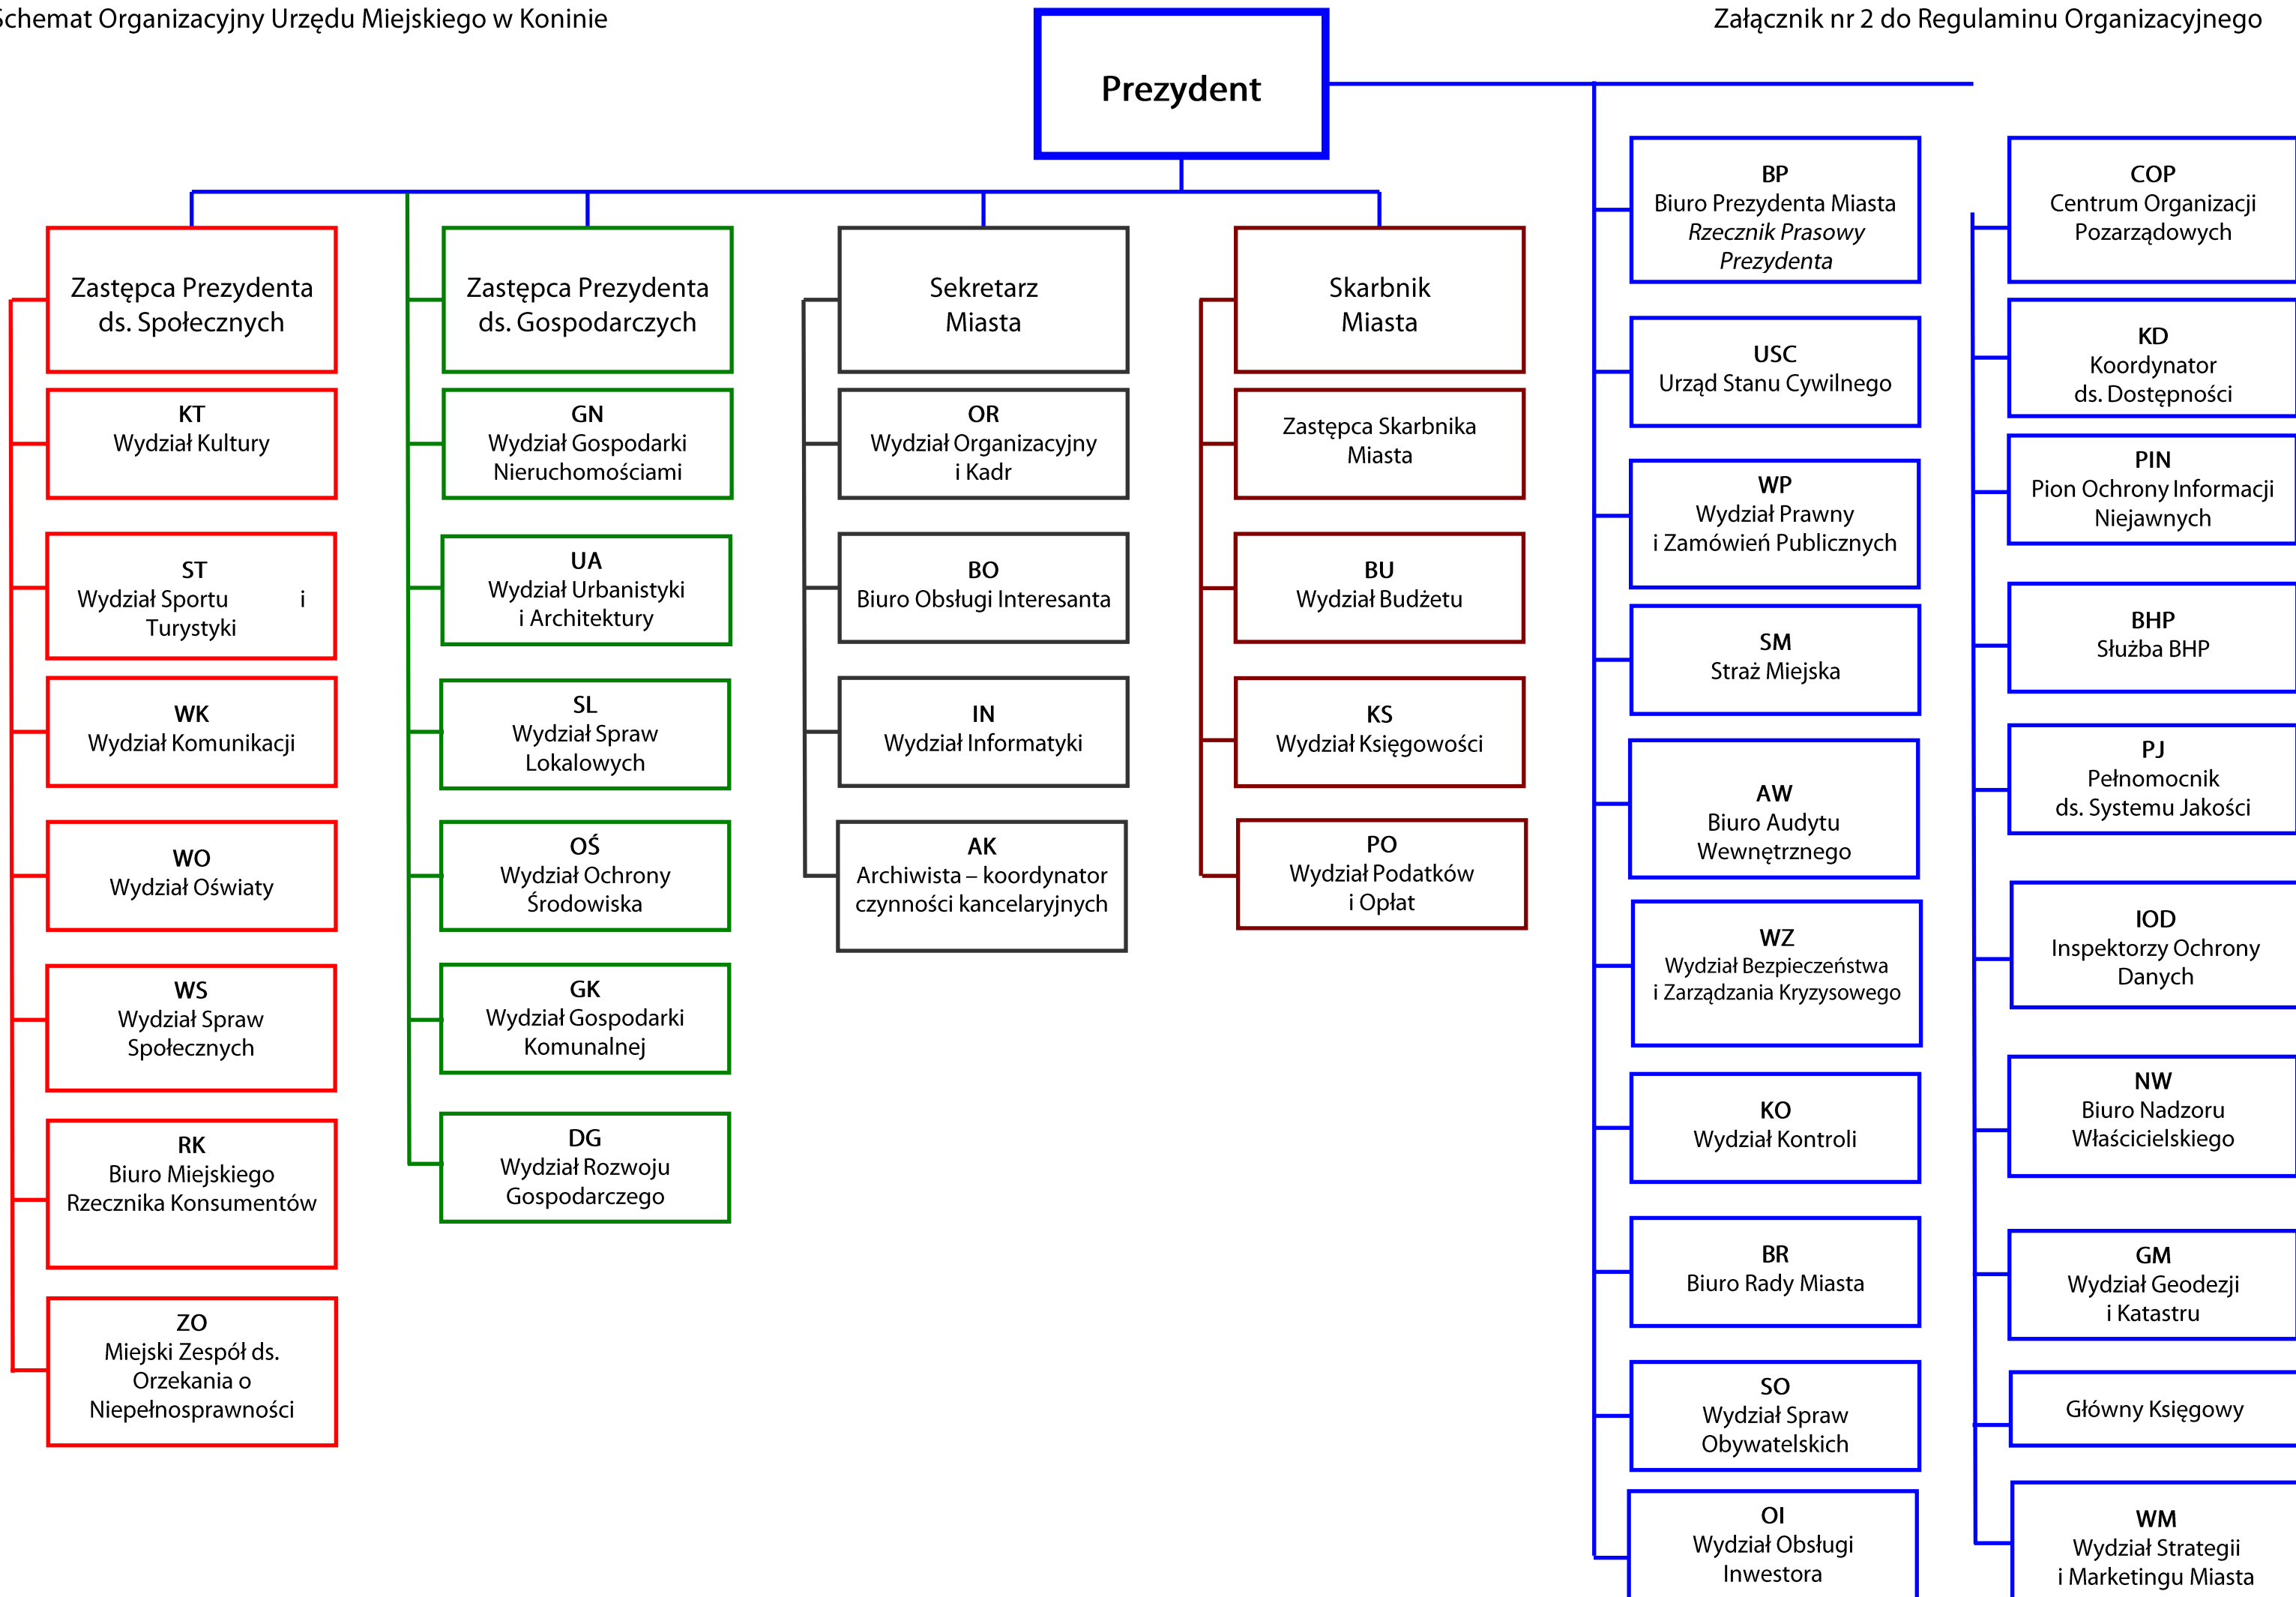 Schemat Organizacyjny Urzędu Miejskiego w Koninie
Załącznik nr 2 do Regulaminu Organizacyjnego
Prezydent
Zastępca Prezydenta
ds. Społecznych
KT
Wydział Kultury
ST
Wydział Sportu i
Turystyki
WK
Wydział Komunikacji
WO
Wydział Oświaty
WS
Wydział Spraw
Społecznych
RK
Biuro Miejskiego
Rzecznika Konsumentów
ZO
Miejski Zespół ds.
Orzekania o
Niepełnosprawności
Zastępca Prezydenta
ds. Gospodarczych
GN
Wydział Gospodarki
Nieruchomościami
UA
Wydział Urbanistyki
i Architektury
SL
Wydział Spraw
Lokalowych
OŚ
Wydział Ochrony
Środowiska
GK
Wydział Gospodarki
Komunalnej
DG
Wydział Rozwoju
Gospodarczego
Sekretarz
Miasta
OR
Wydział Organizacyjny
i Kadr
BO
Biuro Obsługi Interesanta
IN
Wydział Informatyki
AK
Archiwista – koordynator
czynności kancelaryjnych
Skarbnik
Miasta
Zastępca Skarbnika
Miasta
BU
Wydział Budżetu
KS
Wydział Księgowości
PO
Wydział Podatków
i Opłat
BP
Biuro Prezydenta Miasta
Rzecznik Prasowy
Prezydenta
USC
Urząd Stanu Cywilnego
WP
Wydział Prawny
i Zamówień Publicznych
SM
Straż Miejska
AW
Biuro Audytu
Wewnętrznego
WZ
Wydział Bezpieczeństwa
i Zarządzania Kryzysowego
KO
Wydział Kontroli
BR
Biuro Rady Miasta
SO
Wydział Spraw
Obywatelskich
OI
Wydział Obsługi
Inwestora
COP
Centrum Organizacji
Pozarządowych
KD
Koordynator
ds. Dostępności
PIN
Pion Ochrony Informacji
Niejawnych
BHP
Służba BHP
PJ
Pełnomocnik
ds. Systemu Jakości
IOD
Inspektorzy Ochrony
Danych
NW
Biuro Nadzoru
Właścicielskiego
GM
Wydział Geodezji
i Katastru
Główny Księgowy
WM
Wydział Strategii
i Marketingu Miasta